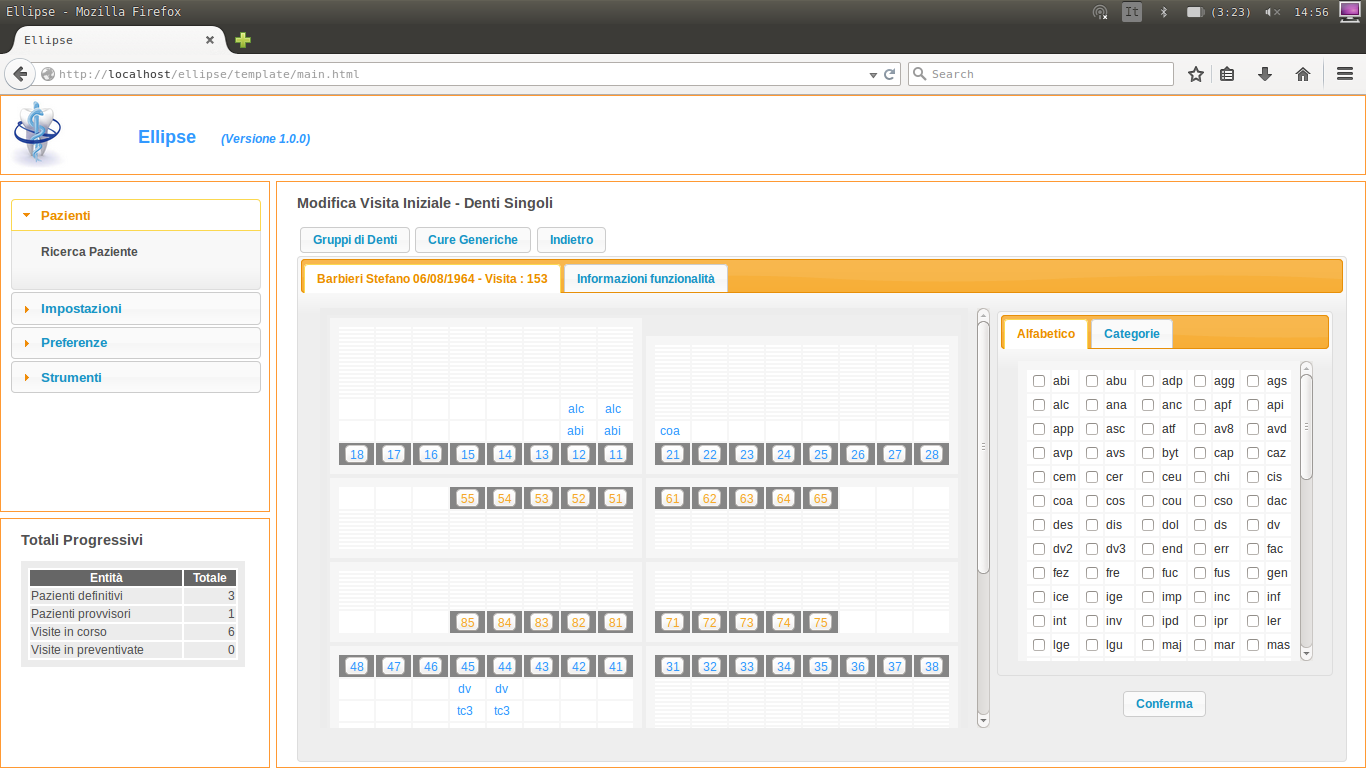 Ellipse - Mozilla Firefox
It (3:23) 14:56
Ellipse
http://localhost/ellipse/template/main.html
Search
Ellipse (Versione 1.0.0)
Pazienti
Ricerca Paziente
Impostazioni
Preferenze
Strumenti
Totali Progressivi
Entità Totale
Pazienti definitivi 3
Pazienti provvisori 1
Visite in corso 6
Visite in preventivate 0
Modifica Visita Iniziale - Denti Singoli
Gruppi di Denti Cure Generiche Indietro
Barbieri Stefano 06/08/1964 - Visita : 153 Informazioni funzionalità
alc alc
abi abi coa
18 17 16 15 14 13 12 11 21 22 23 24 25 26 27 28
55 54 53 52 51 61 62 63 64 65
85 84 83 82 81 71 72 73 74 75
48 47 46 45 44 43 42 41 31 32 33 34 35 36 37 38
dv dv
tc3 tc3
Alfabetico Categorie
abi abu adp agg ags
alc ana anc apf api
app asc atf av8 avd
avp avs byt cap caz
cem cer ceu chi cis
coa cos cou cso dac
des dis dol ds dv
dv2 dv3 end err fac
fez fre fuc fus gen
ice ige imp inc inf
int inv ipd ipr ler
lge lgu maj mar mas
Conferma